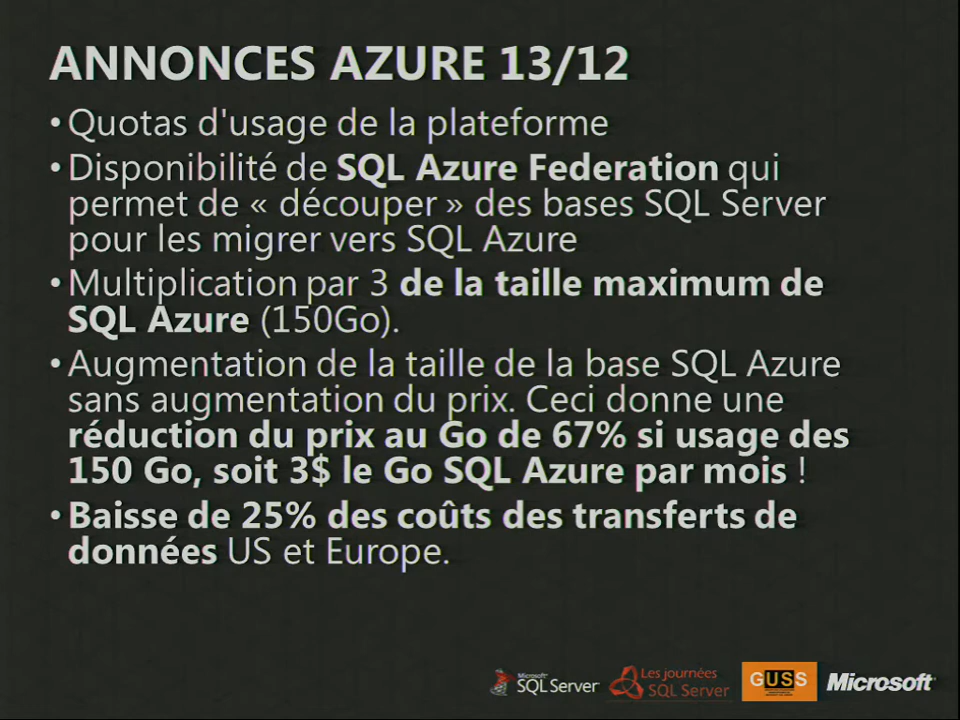 ANNONCES AZURE 13/12
• Quotas d'usage de la plateforme
• Disponibilité de SQL Azure Federation qui
permet de « découper » des bases SQL Server
pour les migrer vers SQL Azure
• Multiplication par 3 de la taille maximum de
SQL Azure (150Go).
• Augmentation de la taille de la base SQL Azure
sans augmentation du prix. Ceci donne une
réduction du prix au Go de 67% si usage des
150 Go, soit 3$ le Go SQL Azure par mois !
• Baisse de 25% des coûts des transferts de
données US et Europe.
Microsoft
SQL Server
Les journées
SQL Server
GUSS
Microsoft